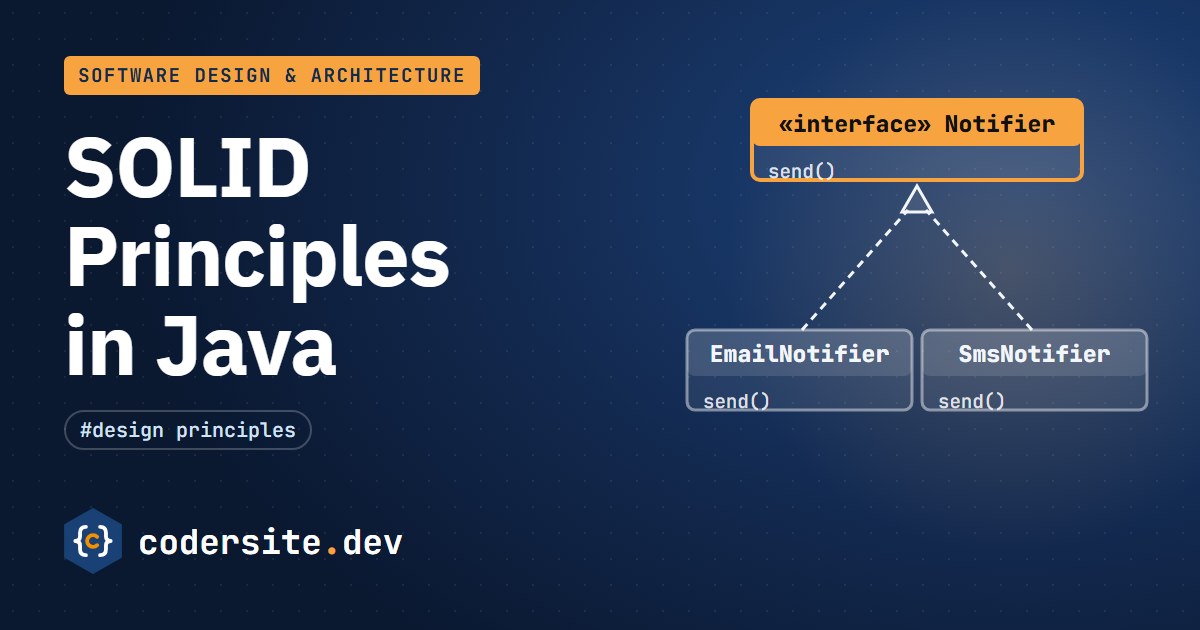 SOFTWARE DESIGN & ARCHITECTURE
SOLID
Principles
in Java
#design principles
{c}
codersite.dev
«interface» Notifier
send()
EmailNotifier
send()
SmsNotifier
send()